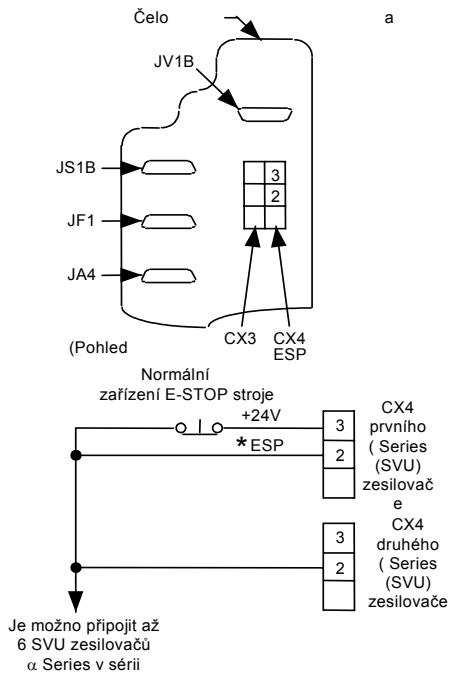 Čelo a
JV1B
JS1B
3
2
JF1
JA4
(Pohled
CX3 CX4
ESP
Normální
zařízení E-STOP stroje
+24V
*ESP
3
2
CX4
prvního
( Series
(SVU)
zesilovač
e
3
2
CX4
druhého
( Series
(SVU)
zesilovače
Je možno připojit až
6 SVU zesilovačů
α Series v sérii